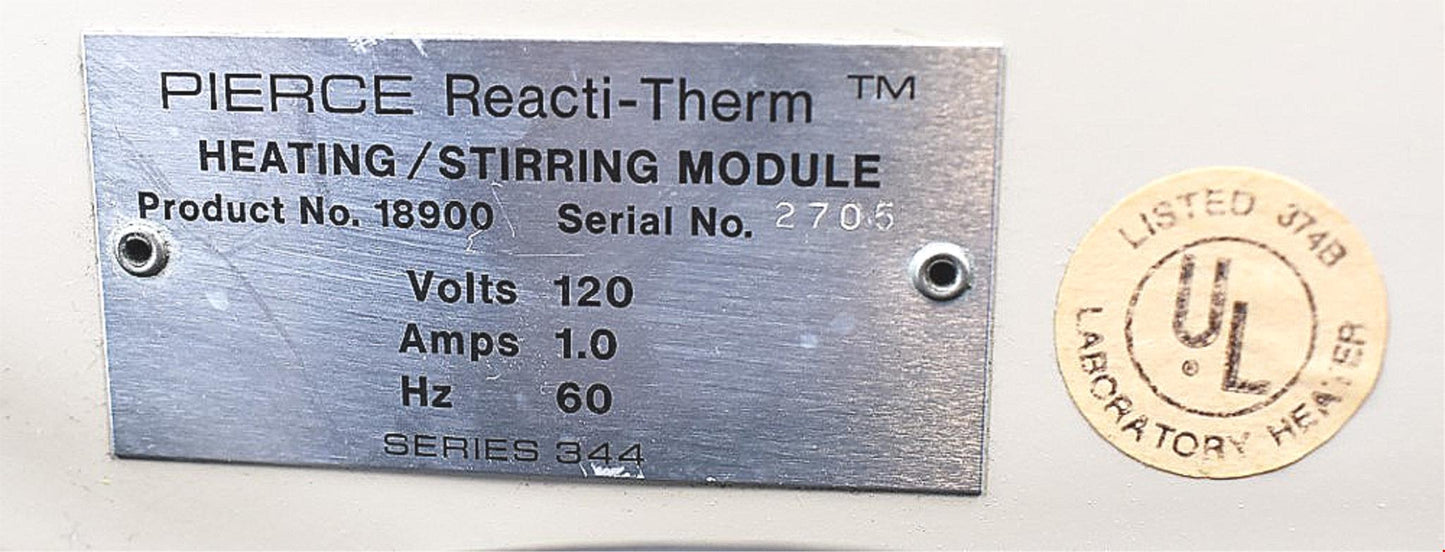 PIERCE Reacti-Therm ™
HEATING/STIRRING MODULE
Product No. 18900 Serial No. 2705
Volts 120
Amps 1.0
Hz 60
SERIES 344
LISTED 374B
UL
®
LABORATORY HEATER